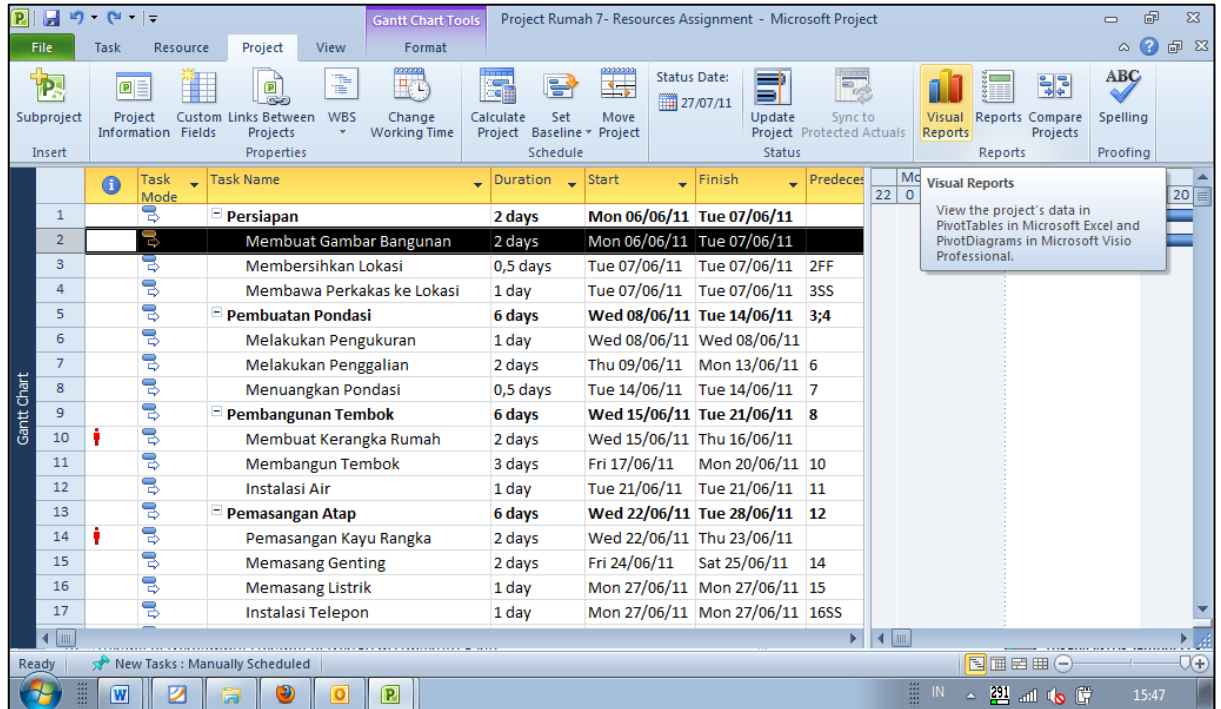 Gantt Chart Tools Project Rumah 7- Resources Assignment - Microsoft Project
File Task Resource Project View Format
Subproject
Project Information
Custom Fields
Links Between Projects
WBS
Change Working Time
Calculate Project
Set Baseline
Move Project
Status Date:
27/07/11
Update Project
Sync to Protected Actuals
Visual Reports
Reports
Compare Projects
ABC
Spelling
Insert Properties Schedule Status Reports Proofing
Task Mode Task Name Duration Start Finish Predeces
22 0 20
Visual Reports
View the project's data in
PivotTables in Microsoft Excel and
PivotDiagrams in Microsoft Visio
Professional.
1 Persiapan 2 days Mon 06/06/11 Tue 07/06/11
2 Membuat Gambar Bangunan 2 days Mon 06/06/11 Tue 07/06/11
3 Membersihkan Lokasi 0,5 days Tue 07/06/11 Tue 07/06/11 2FF
4 Membawa Perkakas ke Lokasi 1 day Tue 07/06/11 Tue 07/06/11 3SS
5 Pembuatan Pondasi 6 days Wed 08/06/11 Tue 14/06/11 3;4
6 Melakukan Pengukuran 1 day Wed 08/06/11 Wed 08/06/11
7 Melakukan Penggalian 2 days Thu 09/06/11 Mon 13/06/11 6
8 Menuangkan Pondasi 0,5 days Tue 14/06/11 Tue 14/06/11 7
9 Pembangunan Tembok 6 days Wed 15/06/11 Tue 21/06/11 8
10 Membuat Kerangka Rumah 2 days Wed 15/06/11 Thu 16/06/11
11 Membangun Tembok 3 days Fri 17/06/11 Mon 20/06/11 10
12 Instalasi Air 1 day Tue 21/06/11 Tue 21/06/11 11
13 Pemasangan Atap 6 days Wed 22/06/11 Tue 28/06/11 12
14 Pemasangan Kayu Rangka 2 days Wed 22/06/11 Thu 23/06/11
15 Memasang Genting 2 days Fri 24/06/11 Sat 25/06/11 14
16 Memasang Listrik 1 day Mon 27/06/11 Mon 27/06/11 15
17 Instalasi Telepon 1 day Mon 27/06/11 Mon 27/06/11 16SS
Gantt Chart
Ready New Tasks : Manually Scheduled
IN 291 15:47